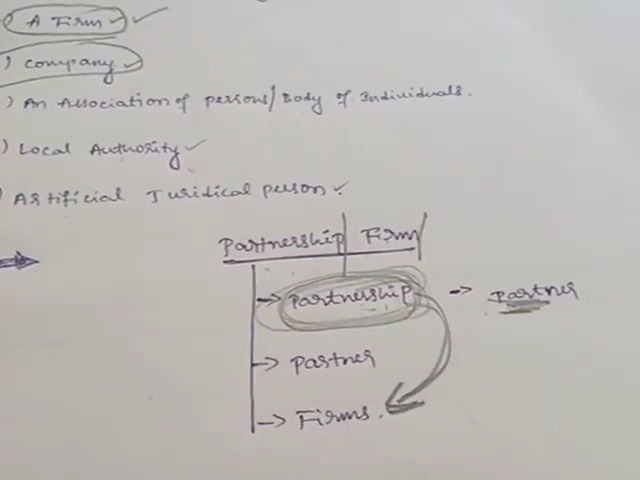 ) A Firm
) Company
) An Association of persons/Body of Individuals.
) Local Authority
Artificial Juridical person.
Partnership Firm
Partnership → Partner
Partner
Firms.